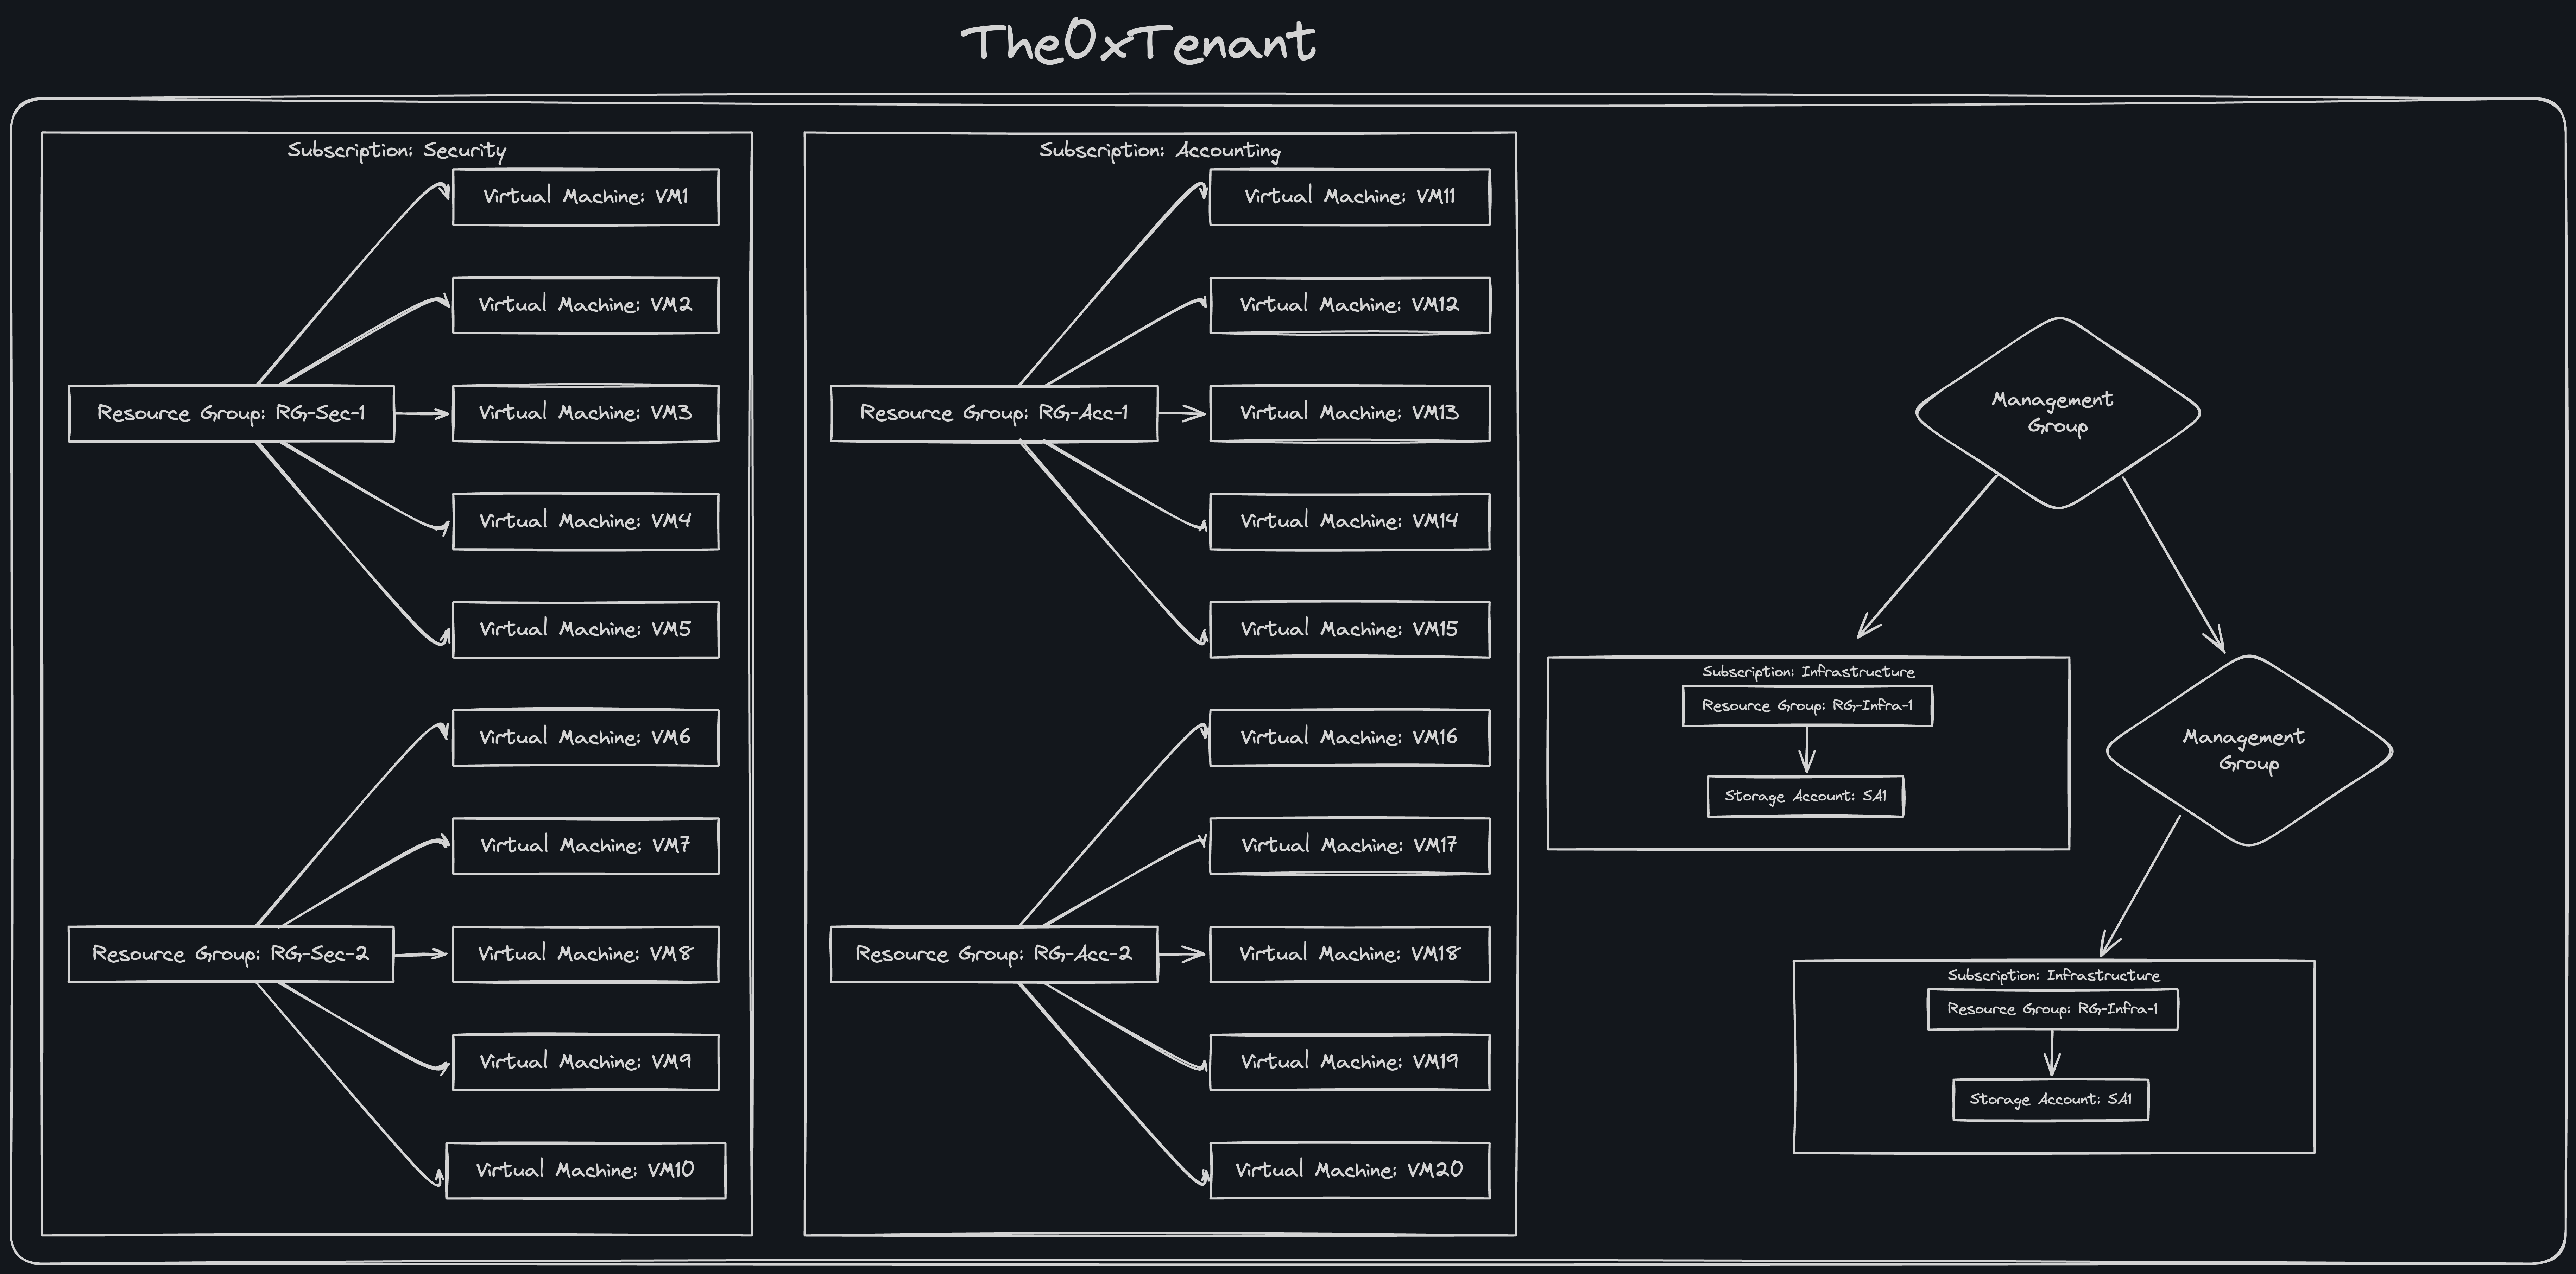 The0xTenant
Subscription: Security
Virtual Machine: VM1
Virtual Machine: VM2
Resource Group: RG-Sec-1
Virtual Machine: VM3
Virtual Machine: VM4
Virtual Machine: VM5
Virtual Machine: VM6
Virtual Machine: VM7
Resource Group: RG-Sec-2
Virtual Machine: VM8
Virtual Machine: VM9
Virtual Machine: VM10
Subscription: Accounting
Virtual Machine: VM11
Virtual Machine: VM12
Resource Group: RG-Acc-1
Virtual Machine: VM13
Virtual Machine: VM14
Virtual Machine: VM15
Virtual Machine: VM16
Virtual Machine: VM17
Resource Group: RG-Acc-2
Virtual Machine: VM18
Virtual Machine: VM19
Virtual Machine: VM20
Management
Group
Subscription: Infrastructure
Resource Group: RG-Infra-1
Storage Account: SA1
Management
Group
Subscription: Infrastructure
Resource Group: RG-Infra-1
Storage Account: SA1